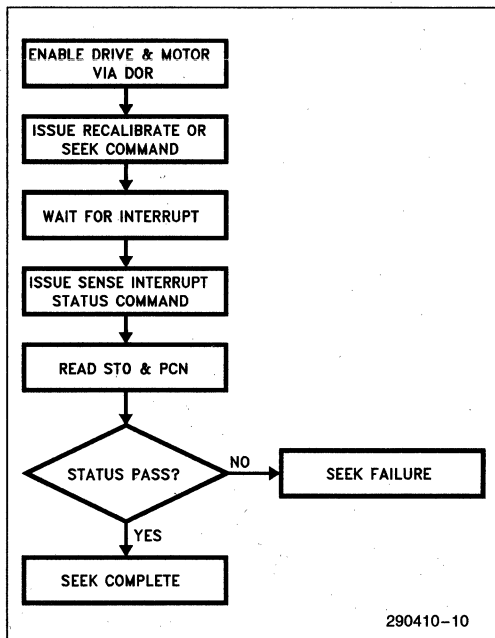 ENABLE DRIVE & MOTOR
VIA DOR
ISSUE RECALIBRATE OR
SEEK COMMAND
WAIT FOR INTERRUPT
ISSUE SENSE INTERRUPT
STATUS COMMAND
READ ST0 & PCN
STATUS PASS?
NO
SEEK FAILURE
YES
SEEK COMPLETE
290410-10